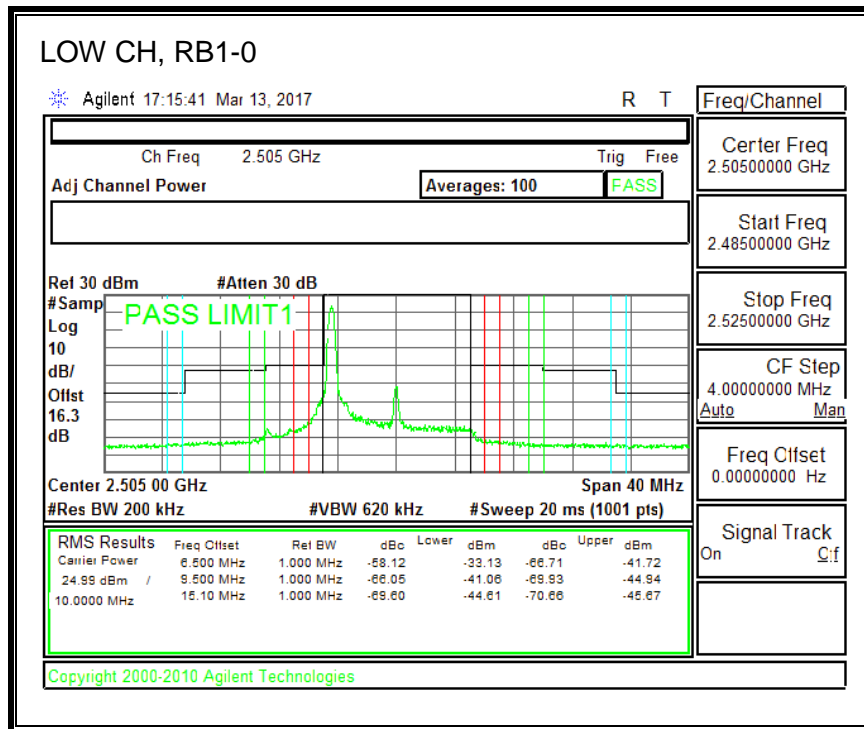 LOW CH, RB1-0
Agilent 17:15:41 Mar 13, 2017 R T
Freq/Channel
Ch Freq 2.505 GHz Trig Free
Adj Channel Power Averages: 100 PASS
Center Freq
2.50500000 GHz
Start Freq
2.48500000 GHz
Stop Freq
2.52500000 GHz
CF Step
4.00000000 MHz
Auto Man
Freq Offset
0.00000000 Hz
Signal Track
On Off
Ref 30 dBm #Atten 30 dB
#Samp
Log
10
dB/
Offst
16.3
dB
PASS LIMIT1
Center 2.505 00 GHz Span 40 MHz
#Res BW 200 kHz #VBW 620 kHz #Sweep 20 ms (1001 pts)
RMS Results Freq Offset Ref BW dBc Lower dBm dBc Upper dBm
Carrier Power 6.500 MHz 1.000 MHz -58.12 -33.13 -66.71 -41.72
24.99 dBm / 9.500 MHz 1.000 MHz -66.05 -41.06 -69.93 -44.94
10.0000 MHz 15.10 MHz 1.000 MHz -69.60 -44.61 -70.66 -45.67
Copyright 2000-2010 Agilent Technologies